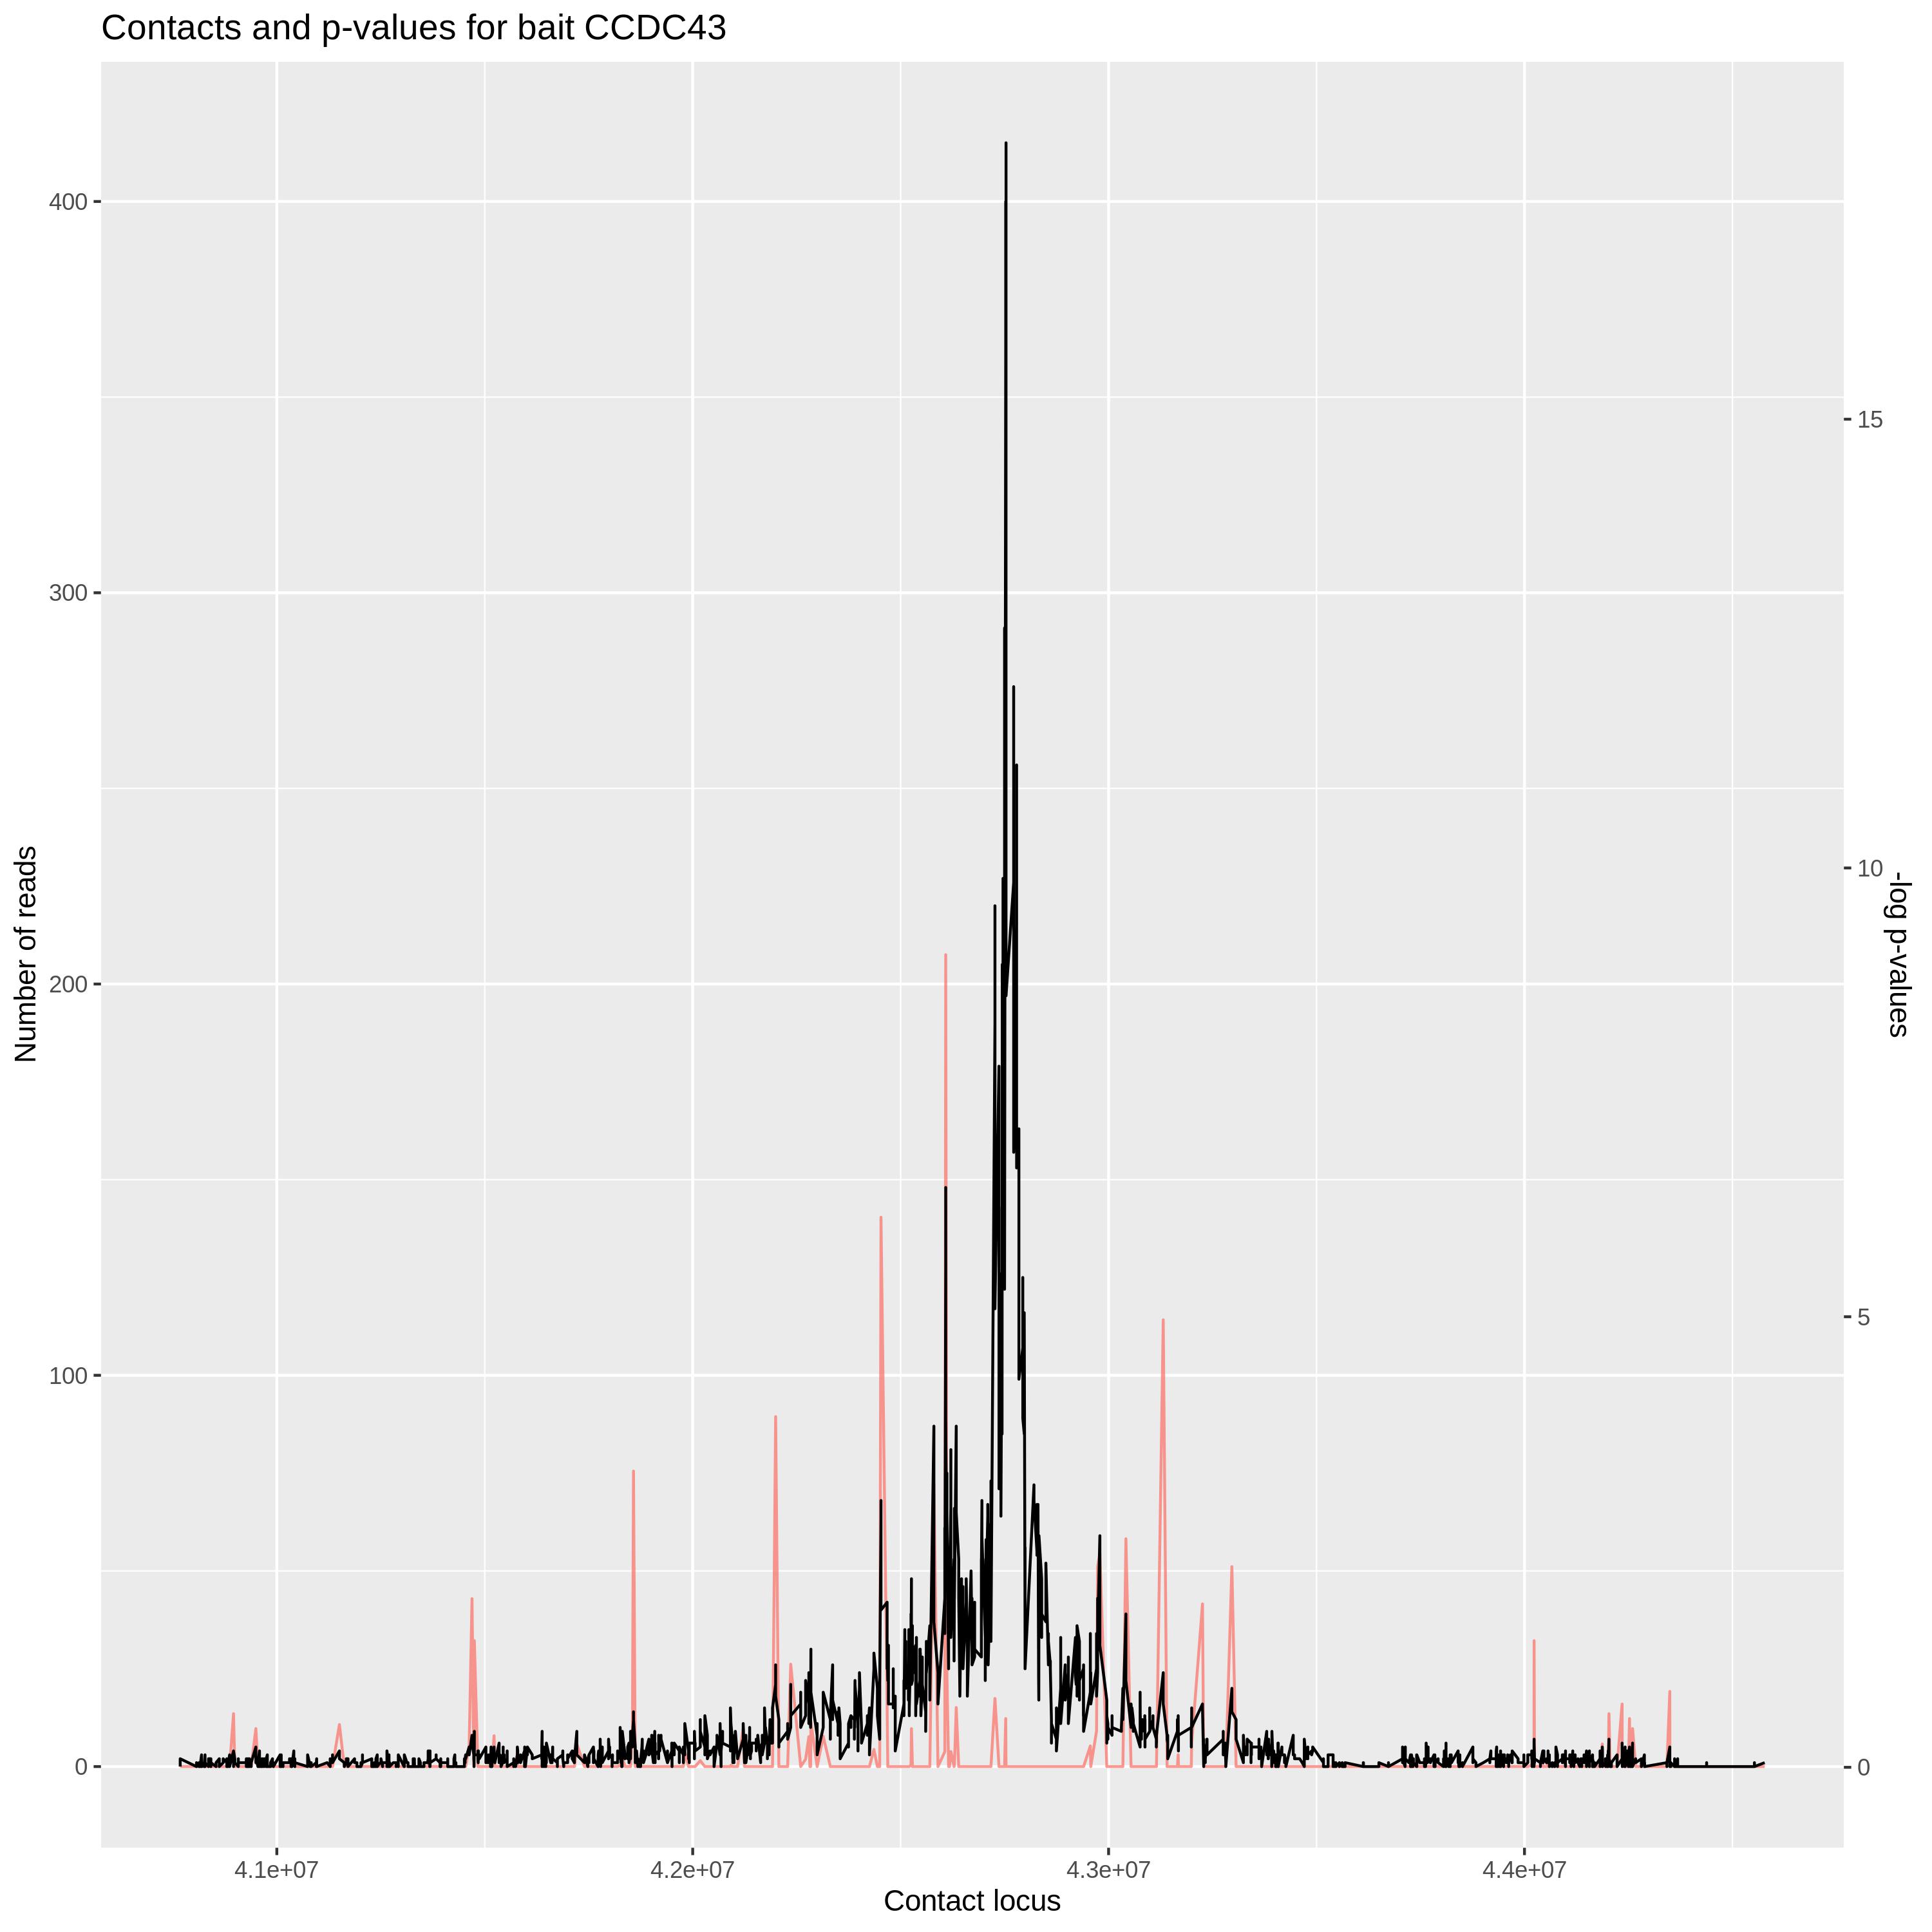 Contacts and p-values for bait CCDC43
400
300
200
100
0
Number of reads
15
10
5
0
-log p-values
4.1e+07
4.2e+07
4.3e+07
4.4e+07
Contact locus